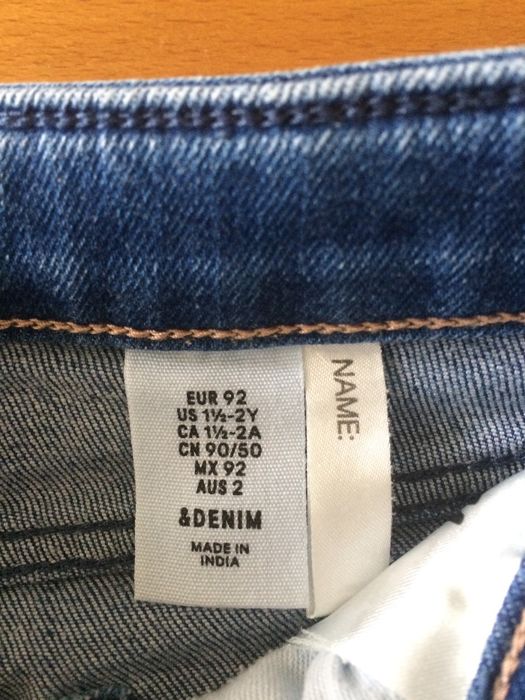 EUR 92
US 1½-2Y
CA 1½-2A
CN 90/50
MX 92
AUS 2
&DENIM
MADE IN
INDIA
NAME: